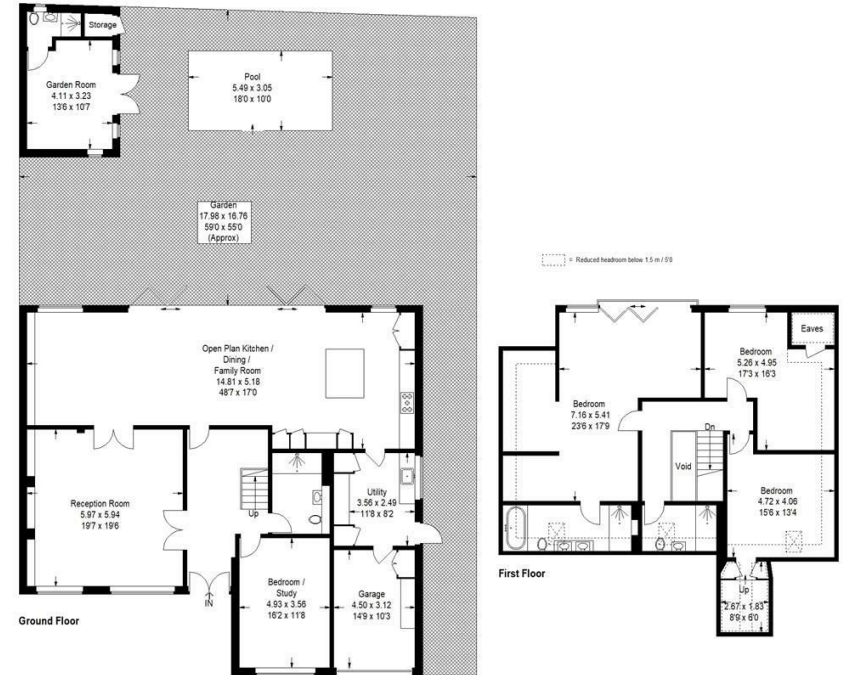 Storage
Garden Room
4.11 x 3.23
13'6 x 10'7
Pool
5.49 x 3.05
18'0 x 10'0
Garden
17.98 x 16.76
59'0 x 55'0
(Approx)
Open Plan Kitchen /
Dining /
Family Room
14.81 x 5.18
48'7 x 17'0
Reception Room
5.97 x 5.94
19'7 x 19'6
Up
Utility
3.56 x 2.49
11'8 x 8'2
Bedroom /
Study
4.93 x 3.56
16'2 x 11'8
Garage
4.50 x 3.12
14'9 x 10'3
IN
Ground Floor
= Reduced headroom below 1.5 m / 5'0
Eaves
Bedroom
5.26 x 4.95
17'3 x 16'3
Bedroom
7.16 x 5.41
23'6 x 17'9
Dn
Void
Bedroom
4.72 x 4.06
15'6 x 13'4
Up
2.67 x 1.83
8'9 x 6'0
First Floor